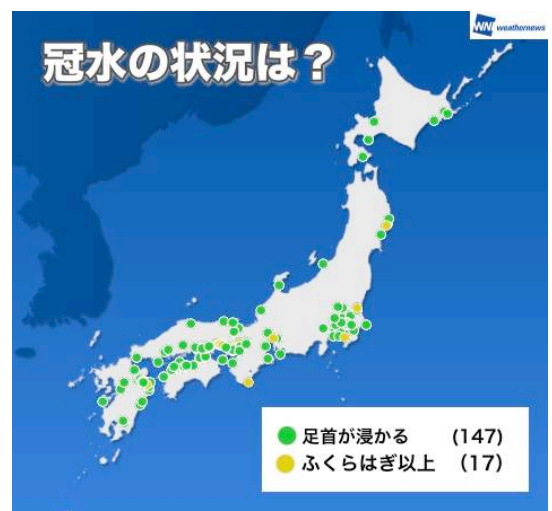 WNI weathernews
冠水の状況は？
足首が浸かる (147)
ふくらはぎ以上 （17）